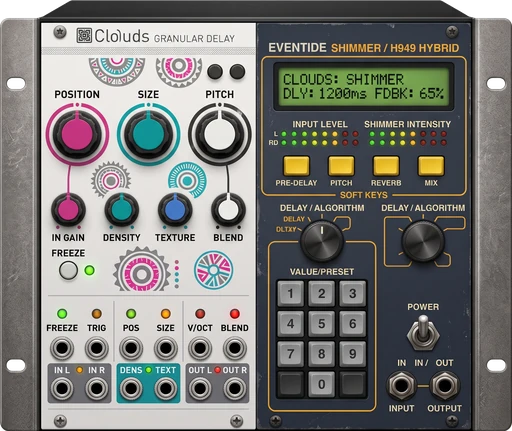 Clouds GRANULAR DELAY
POSITION SIZE PITCH
IN GAIN DENSITY TEXTURE BLEND
FREEZE
FREEZE TRIG POS SIZE V/OCT BLEND
IN L IN R DENS TEXT OUT L OUT R
EVENTIDE SHIMMER / H949 HYBRID
CLOUDS: SHIMMER
DLY: 1200ms FDBK: 65%
INPUT LEVEL SHIMMER INTENSITY
L
RD
PRE-DELAY PITCH REVERB MIX
SOFT KEYS
DELAY / ALGORITHM DELAY / ALGORITHM
DELAY
DLTXY
VALUE/PRESET
1 2 3
4 5 6
7 8 9
0
POWER
IN IN / OUT
INPUT OUTPUT